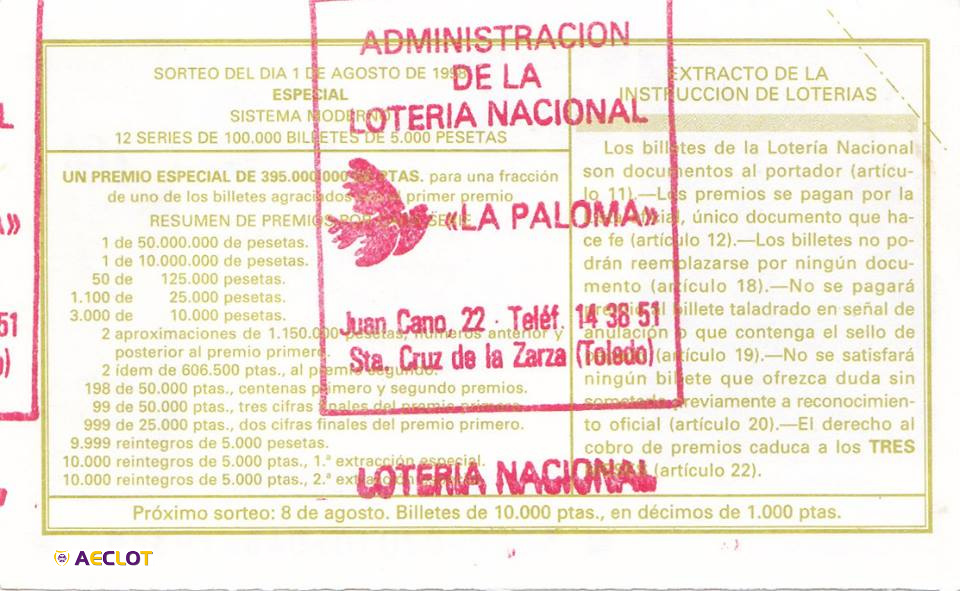 SORTEO DEL DIA 1 DE AGOSTO DE 1998
ESPECIAL
SISTEMA MODERNO
12 SERIES DE 100.000 BILLETES DE 5.000 PESETAS
UN PREMIO ESPECIAL DE 395.000.000 PTAS. para una fracción
de uno de los billetes agraciados primer premio
RESUMEN DE PREMIOS POR SERIE
1 de 50.000.000 de pesetas.
1 de 10.000.000 de pesetas.
50 de 125.000 pesetas.
1.100 de 25.000 pesetas.
3.000 de 10.000 pesetas.
2 aproximaciones de 1.150.000 pesetas, números anterior y
posterior al premio primero.
2 ídem de 606.500 ptas., al premio segundo.
198 de 50.000 ptas., centenas primero y segundo premios.
99 de 50.000 ptas., tres cifras finales del premio primero.
999 de 25.000 ptas., dos cifras finales del premio primero.
9.999 reintegros de 5.000 pesetas.
10.000 reintegros de 5.000 ptas., 1.ª extracción especial.
10.000 reintegros de 5.000 ptas., 2.ª extracción
EXTRACTO DE LA
INSTRUCCION DE LOTERIAS
Los billetes de la Lotería Nacional
son documentos al portador (artícu-
lo 11).—Los premios se pagan por la
único documento que ha-
ce fe (artículo 12).—Los billetes no po-
drán reemplazarse por ningún docu-
mento (artículo 18).—No se pagará
premio al billete taladrado en señal de
anulación o que contenga el sello de
(artículo 19).—No se satisfará
ningún billete que ofrezca duda sin
someterlo previamente a reconocimien-
to oficial (artículo 20).—El derecho al
cobro de premios caduca a los TRES
MESES (artículo 22).
Próximo sorteo: 8 de agosto. Billetes de 10.000 ptas., en décimos de 1.000 ptas.
ADMINISTRACION
DE LA
LOTERIA NACIONAL
«LA PALOMA»
Juan Cano, 22 - Teléf. 14 38 51
Sta. Cruz de la Zarza (Toledo)
LOTERIA NACIONAL
L
A»
51
)
AECLOT